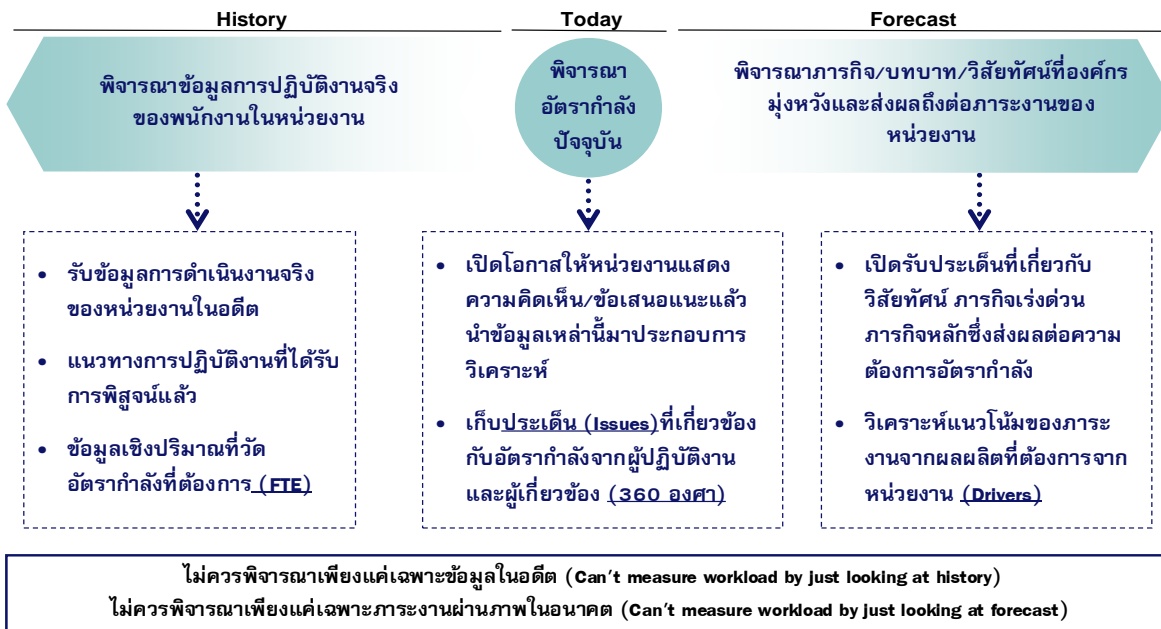 History
Today
Forecast
พิจารณาข้อมูลการปฏิบัติงานจริง
ของพนักงานในหน่วยงาน
พิจารณา
อัตรากำลัง
ปัจจุบัน
พิจารณาภารกิจ/บทบาท/วิสัยทัศน์ที่องค์กร
มุ่งหวังและส่งผลถึงต่อภาระงานของ
หน่วยงาน
• รับข้อมูลการดำเนินงานจริง
ของหน่วยงานในอดีต
• แนวทางการปฏิบัติงานที่ได้รับ
การพิสูจน์แล้ว
• ข้อมูลเชิงปริมาณที่วัด
อัตรากำลังที่ต้องการ (FTE)
• เปิดโอกาสให้หน่วยงานแสดง
ความคิดเห็น/ข้อเสนอแนะแล้ว
นำข้อมูลเหล่านี้มาประกอบการ
วิเคราะห์
• เก็บประเด็น (Issues)ที่เกี่ยวข้อง
กับอัตรากำลังจากผู้ปฏิบัติงาน
และผู้เกี่ยวข้อง (360 องศา)
• เปิดรับประเด็นที่เกี่ยวกับ
วิสัยทัศน์ ภารกิจเร่งด่วน
ภารกิจหลักซึ่งส่งผลต่อความ
ต้องการอัตรากำลัง
• วิเคราะห์แนวโน้มของภาระ
งานจากผลผลิตที่ต้องการจาก
หน่วยงาน (Drivers)
ไม่ควรพิจารณาเพียงแค่เฉพาะข้อมูลในอดีต (Can't measure workload by just looking at history)
ไม่ควรพิจารณาเพียงแค่เฉพาะภาระงานผ่านภาพในอนาคต (Can't measure workload by just looking at forecast)